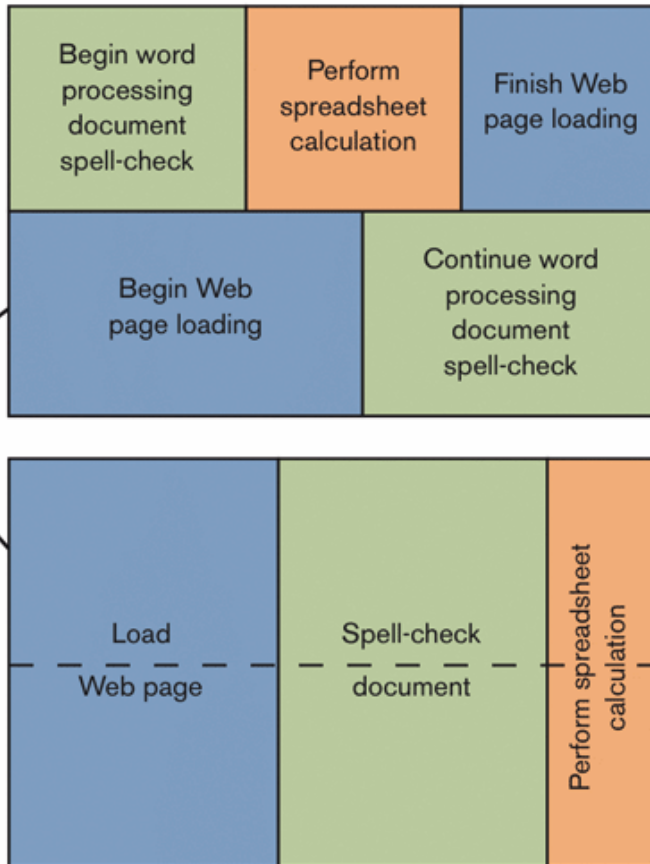 Begin word
processing
document
spell-check
Perform
spreadsheet
calculation
Finish Web
page loading
Begin Web
page loading
Continue word
processing
document
spell-check
Load
Web page
Spell-check
document
Perform spreadsheet
calculation